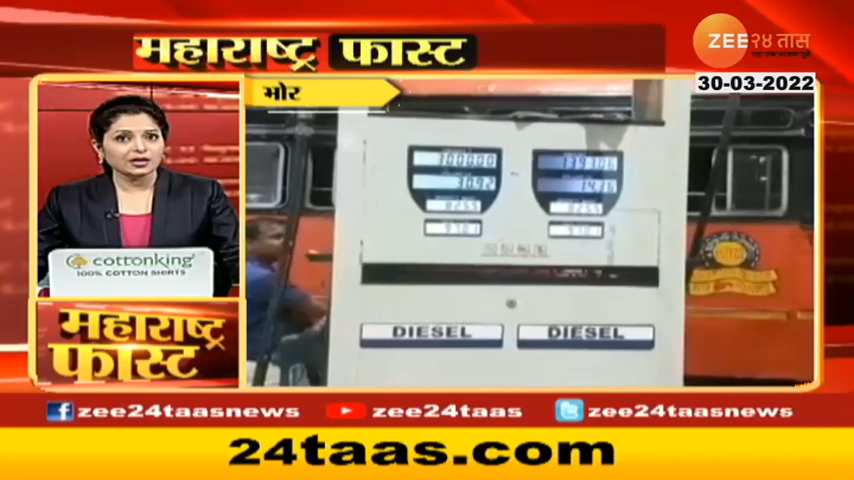 महाराष्ट्र फास्ट
ZEE २४ तास
30-03-2022
भोर
cottonking
100% COTTON SHIRTS
महाराष्ट्र
फास्ट
DIESEL DIESEL
zee24taasnews zee24taas zee24taasnews
24taas.com